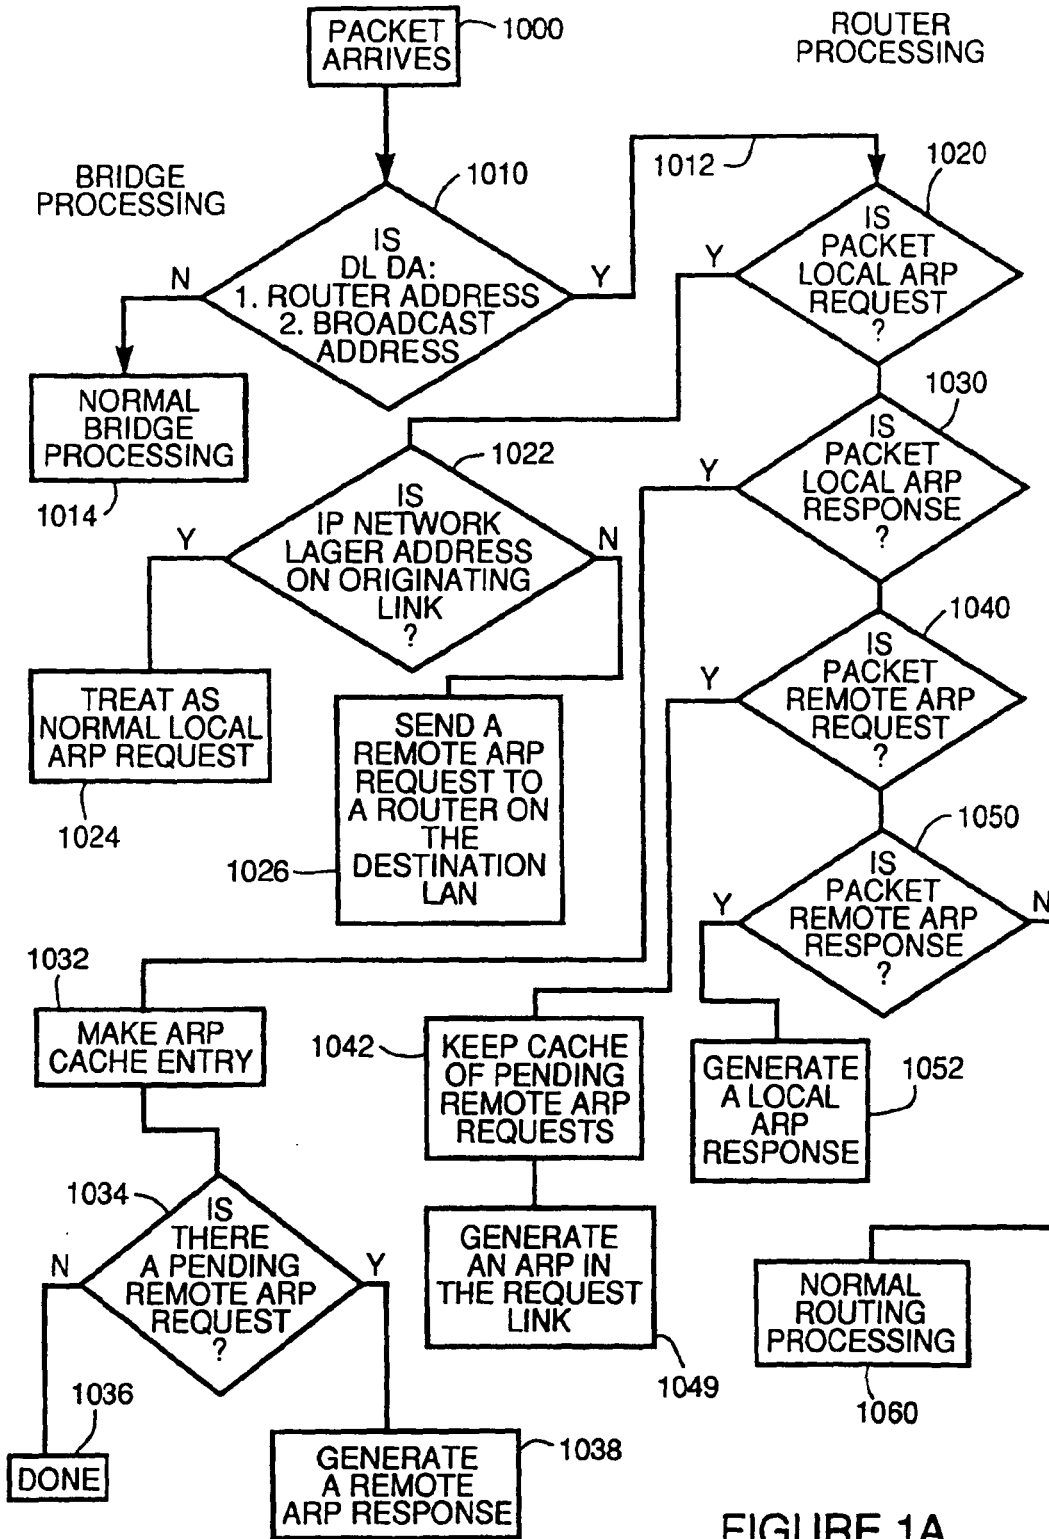 PACKET
ARRIVES
1000
ROUTER
PROCESSING
BRIDGE
PROCESSING
1010
1012
1020
IS
DL DA:
1. ROUTER ADDRESS
2. BROADCAST
ADDRESS
N
Y
IS
PACKET
LOCAL ARP
REQUEST
?
Y
NORMAL
BRIDGE
PROCESSING
1014
1022
IS
IP NETWORK
LAGER ADDRESS
ON ORIGINATING
LINK
?
Y
N
1030
IS
PACKET
LOCAL ARP
RESPONSE
?
Y
TREAT AS
NORMAL LOCAL
ARP REQUEST
1024
SEND A
REMOTE ARP
REQUEST TO
A ROUTER ON
THE
DESTINATION
LAN
1026
1040
IS
PACKET
REMOTE ARP
REQUEST
?
Y
1050
IS
PACKET
REMOTE ARP
RESPONSE
?
Y
N
1032
MAKE ARP
CACHE ENTRY
1042
KEEP CACHE
OF PENDING
REMOTE ARP
REQUESTS
GENERATE
A LOCAL
ARP
RESPONSE
1052
1034
IS
THERE
A PENDING
REMOTE ARP
REQUEST
?
N
Y
GENERATE
AN ARP IN
THE REQUEST
LINK
1049
NORMAL
ROUTING
PROCESSING
1060
1036
DONE
GENERATE
A REMOTE
ARP RESPONSE
1038
FIGURE 1A